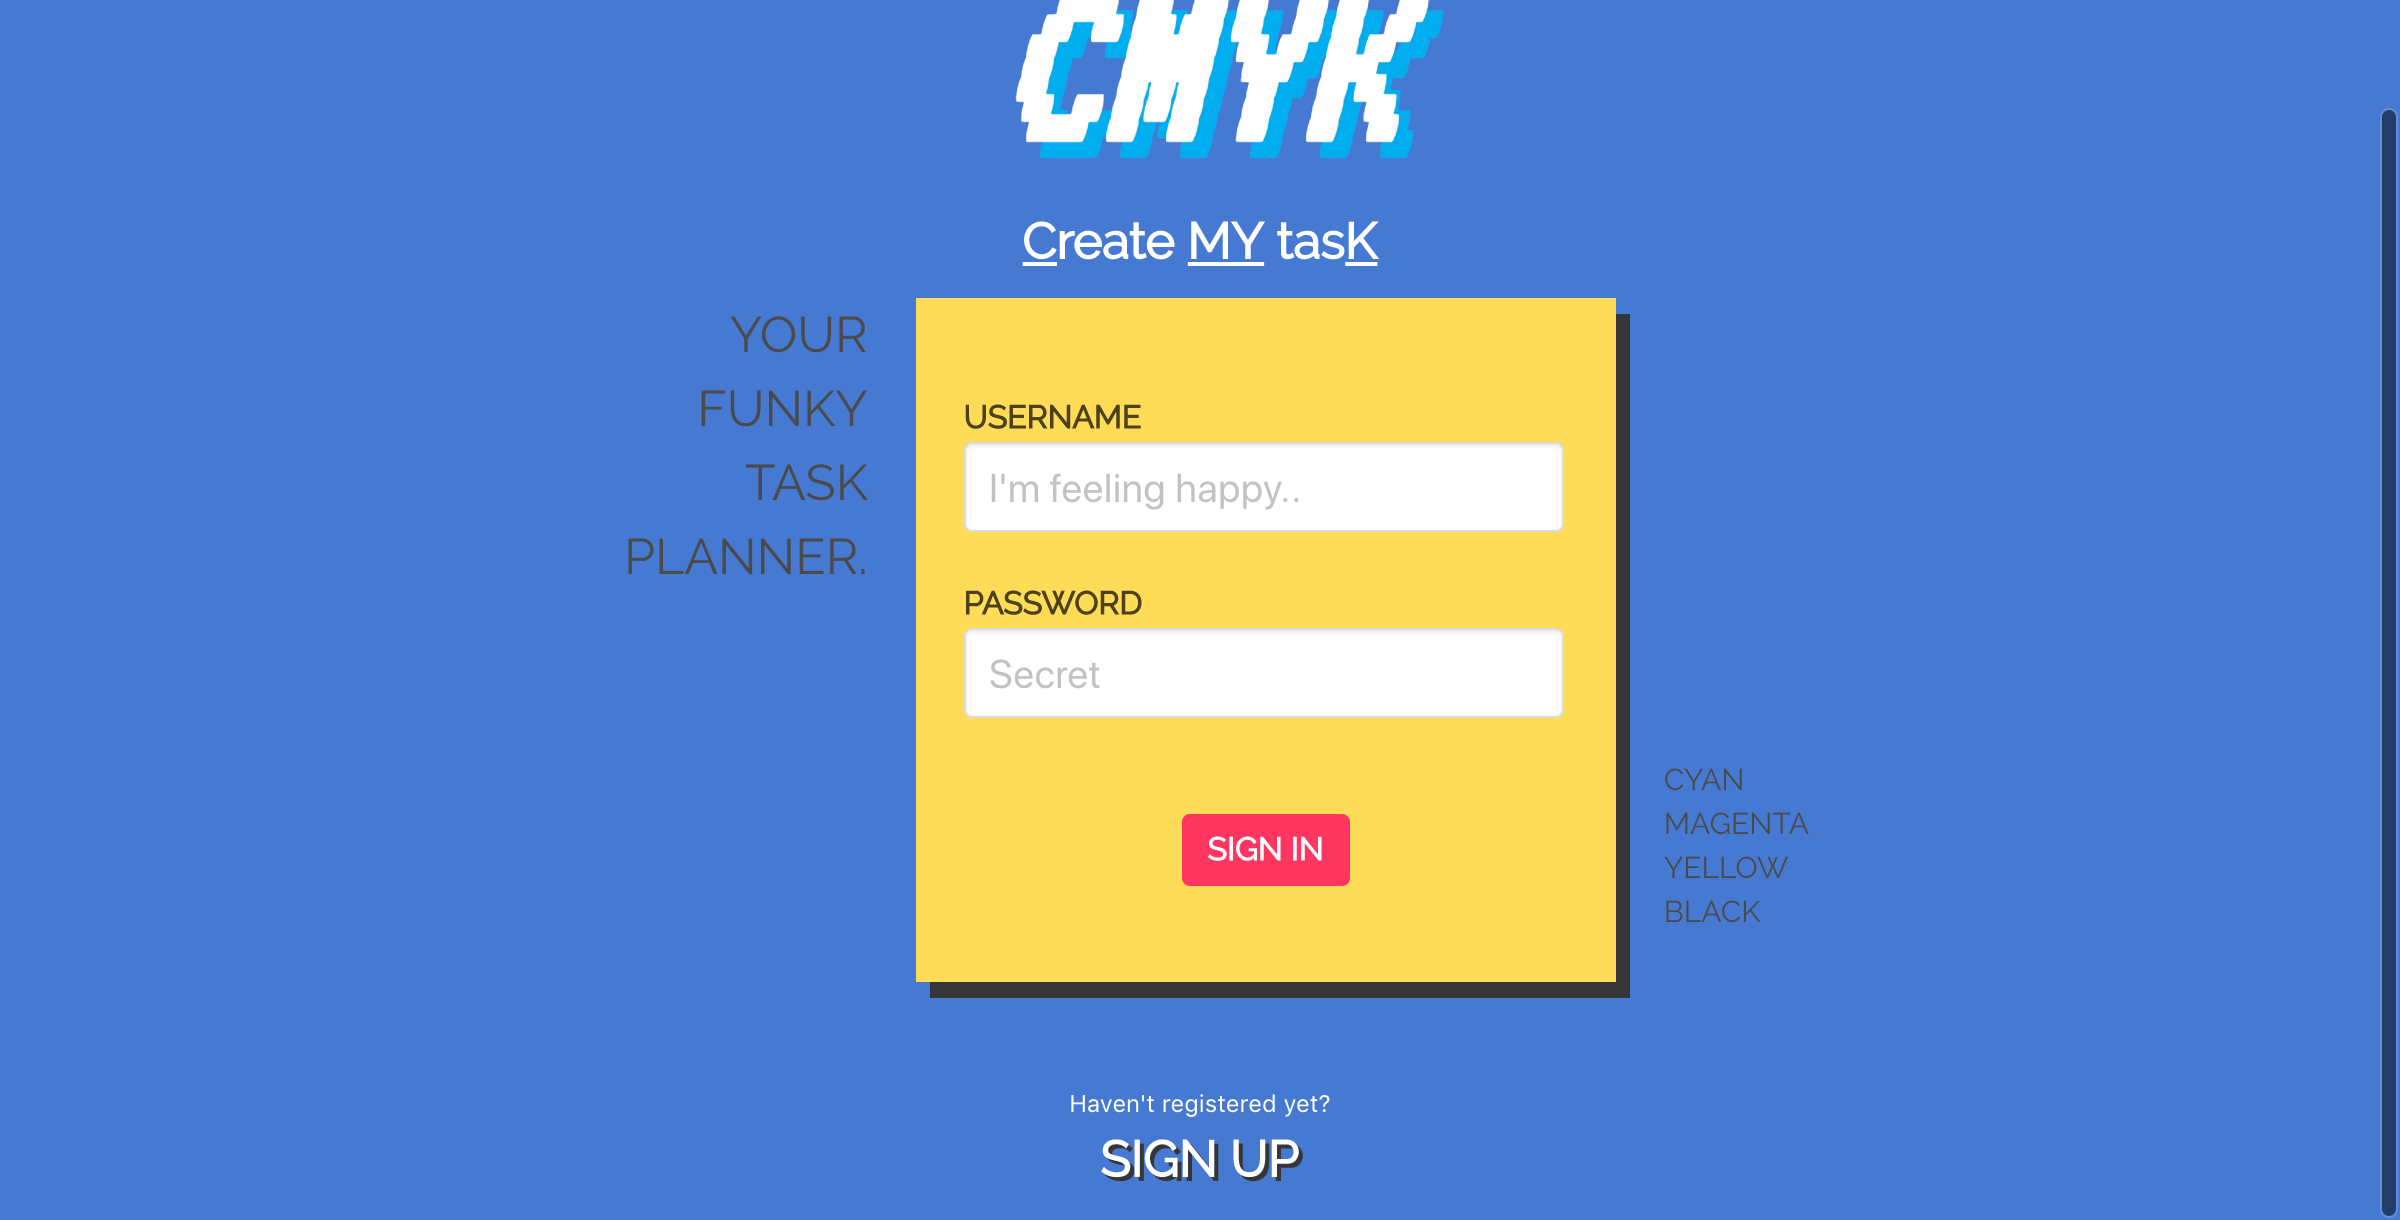 CMYK
Create MY tasK
YOUR
FUNKY
TASK
PLANNER.
USERNAME
I'm feeling happy..
PASSWORD
Secret
SIGN IN
CYAN
MAGENTA
YELLOW
BLACK
Haven't registered yet?
SIGN UP